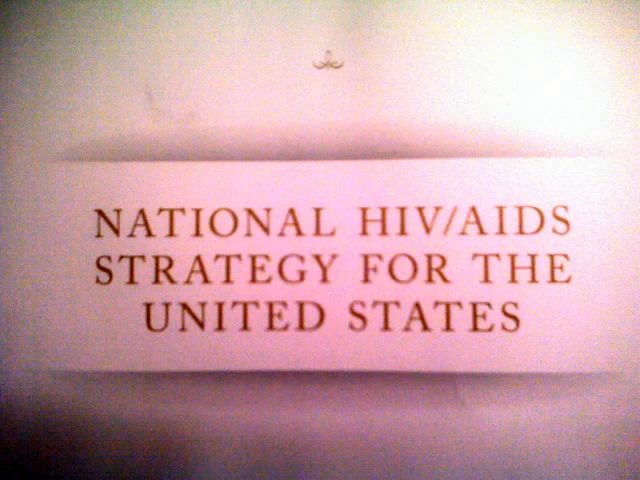 NATIONAL HIV/AIDS
STRATEGY FOR THE
UNITED STATES